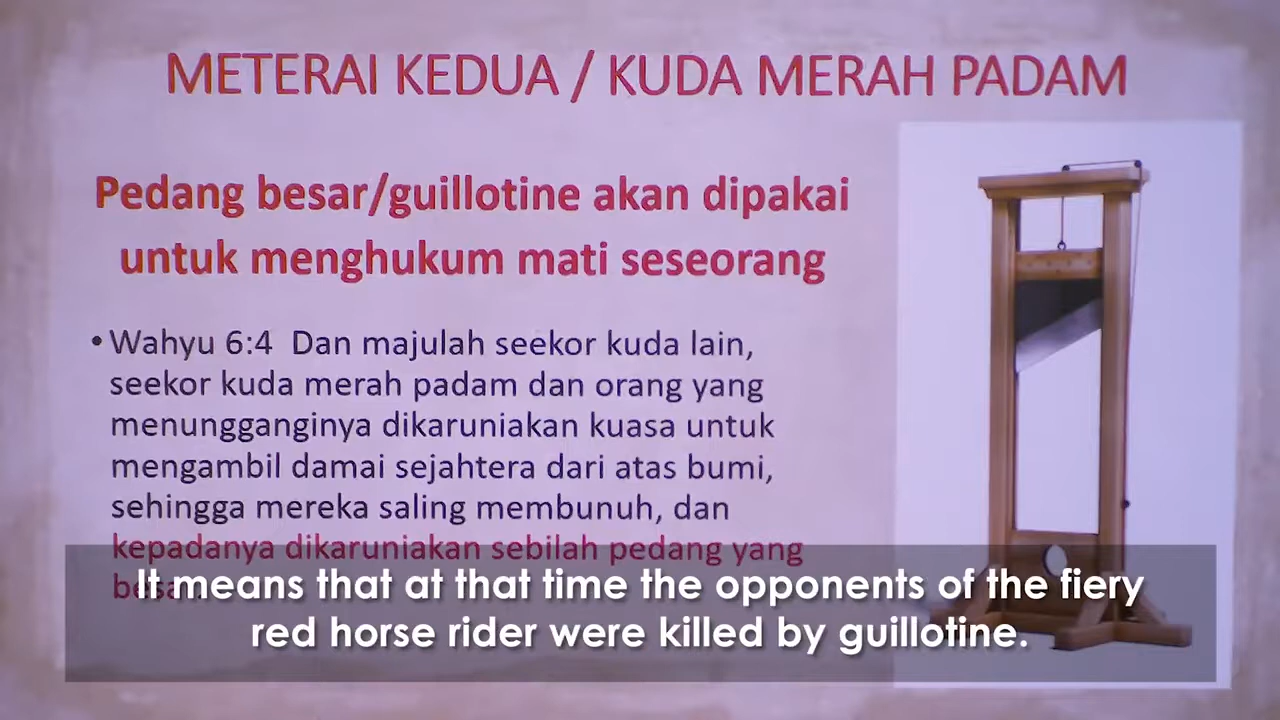 METERAI KEDUA / KUDA MERAH PADAM
Pedang besar/guillotine akan dipakai
untuk menghukum mati seseorang
• Wahyu 6:4 Dan majulah seekor kuda lain,
seekor kuda merah padam dan orang yang
menungganginya dikaruniakan kuasa untuk
mengambil damai sejahtera dari atas bumi,
sehingga mereka saling membunuh, dan
kepadanya dikaruniakan sebilah pedang yang
It means that at that time the opponents of the fiery
red horse rider were killed by guillotine.